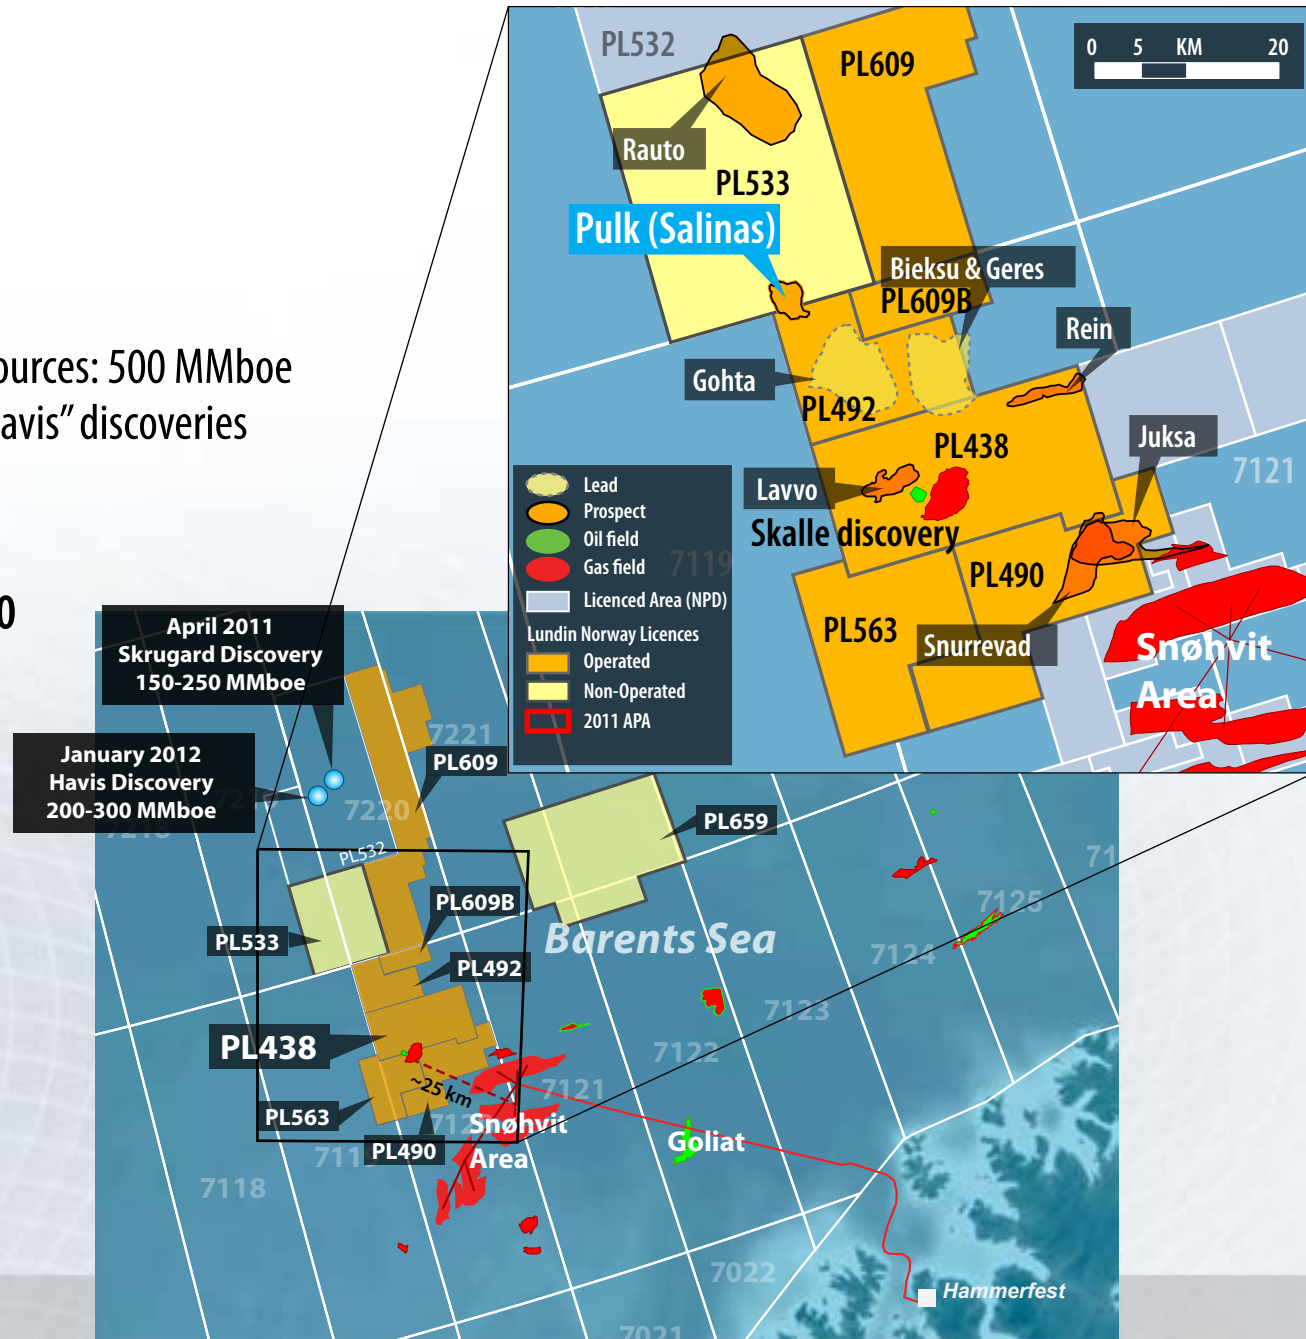 ources: 500 MMboe
avis” discoveries
0
PL532
PL609
0 5 KM 20
Rauto
PL533
Pulk (Salinas)
Bieksu & Geres
PL609B
Rein
Gohta
PL492
PL438
Juksa
7121
Lavvo
Skalle discovery
7119
PL490
PL563
Snurrevad
Snøhvit
Area
Lead
Prospect
Oil field
Gas field
Licenced Area (NPD)
Lundin Norway Licences
Operated
Non-Operated
2011 APA
April 2011
Skrugard Discovery
150-250 MMboe
January 2012
Havis Discovery
200-300 MMboe
7221
PL609
7220
PL659
PL532
71
PL609B
7125
PL533
Barents Sea
7124
PL492
7123
PL438
7122
~25 km
7121
PL563
Snøhvit
Area
Goliat
PL490
7118
7022
Hammerfest
7021